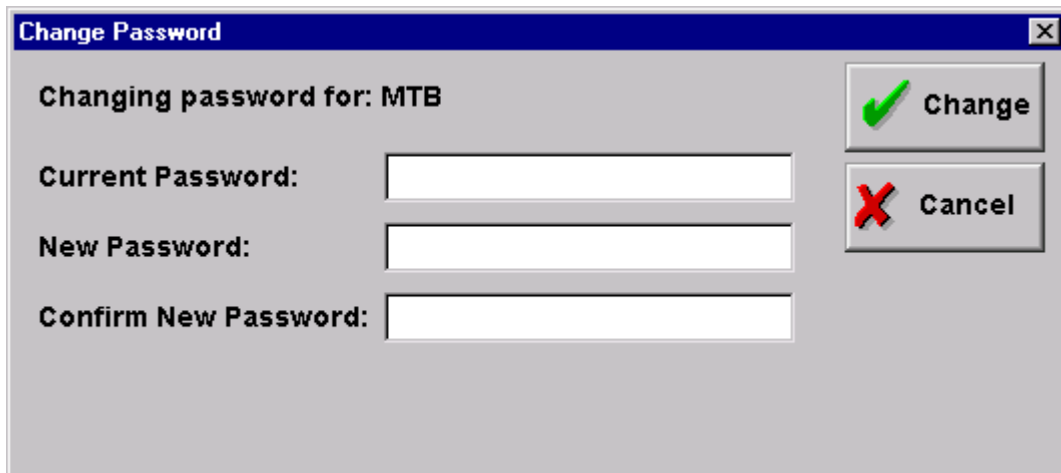 Change Password
Changing password for: MTB
Change
Current Password:
Cancel
New Password:
Confirm New Password: